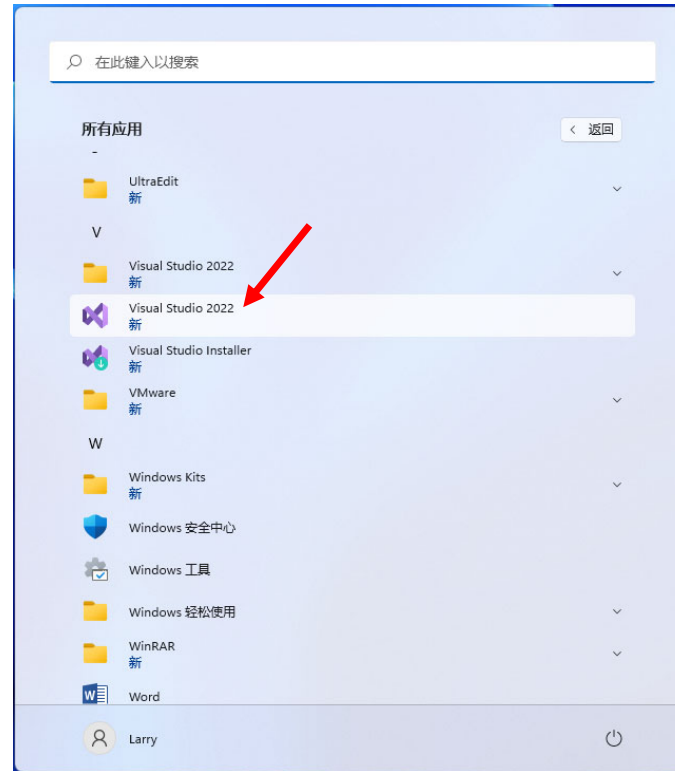 在此键入以搜索
所有应用
返回
UltraEdit
新
V
Visual Studio 2022
新
Visual Studio 2022
新
Visual Studio Installer
新
VMware
新
W
Windows Kits
新
Windows 安全中心
Windows 工具
Windows 轻松使用
WinRAR
新
Word
Larry